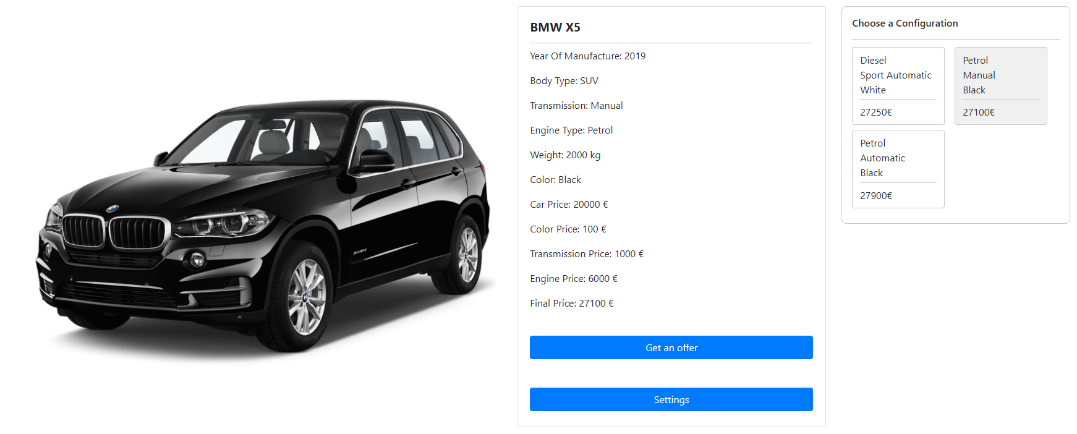 BMW X5
Year Of Manufacture: 2019
Body Type: SUV
Transmission: Manual
Engine Type: Petrol
Weight: 2000 kg
Color: Black
Car Price: 20000 €
Color Price: 100 €
Transmission Price: 1000 €
Engine Price: 6000 €
Final Price: 27100 €
Get an offer
Settings
Choose a Configuration
Diesel
Sport Automatic
White
27250€
Petrol
Manual
Black
27100€
Petrol
Automatic
Black
27900€